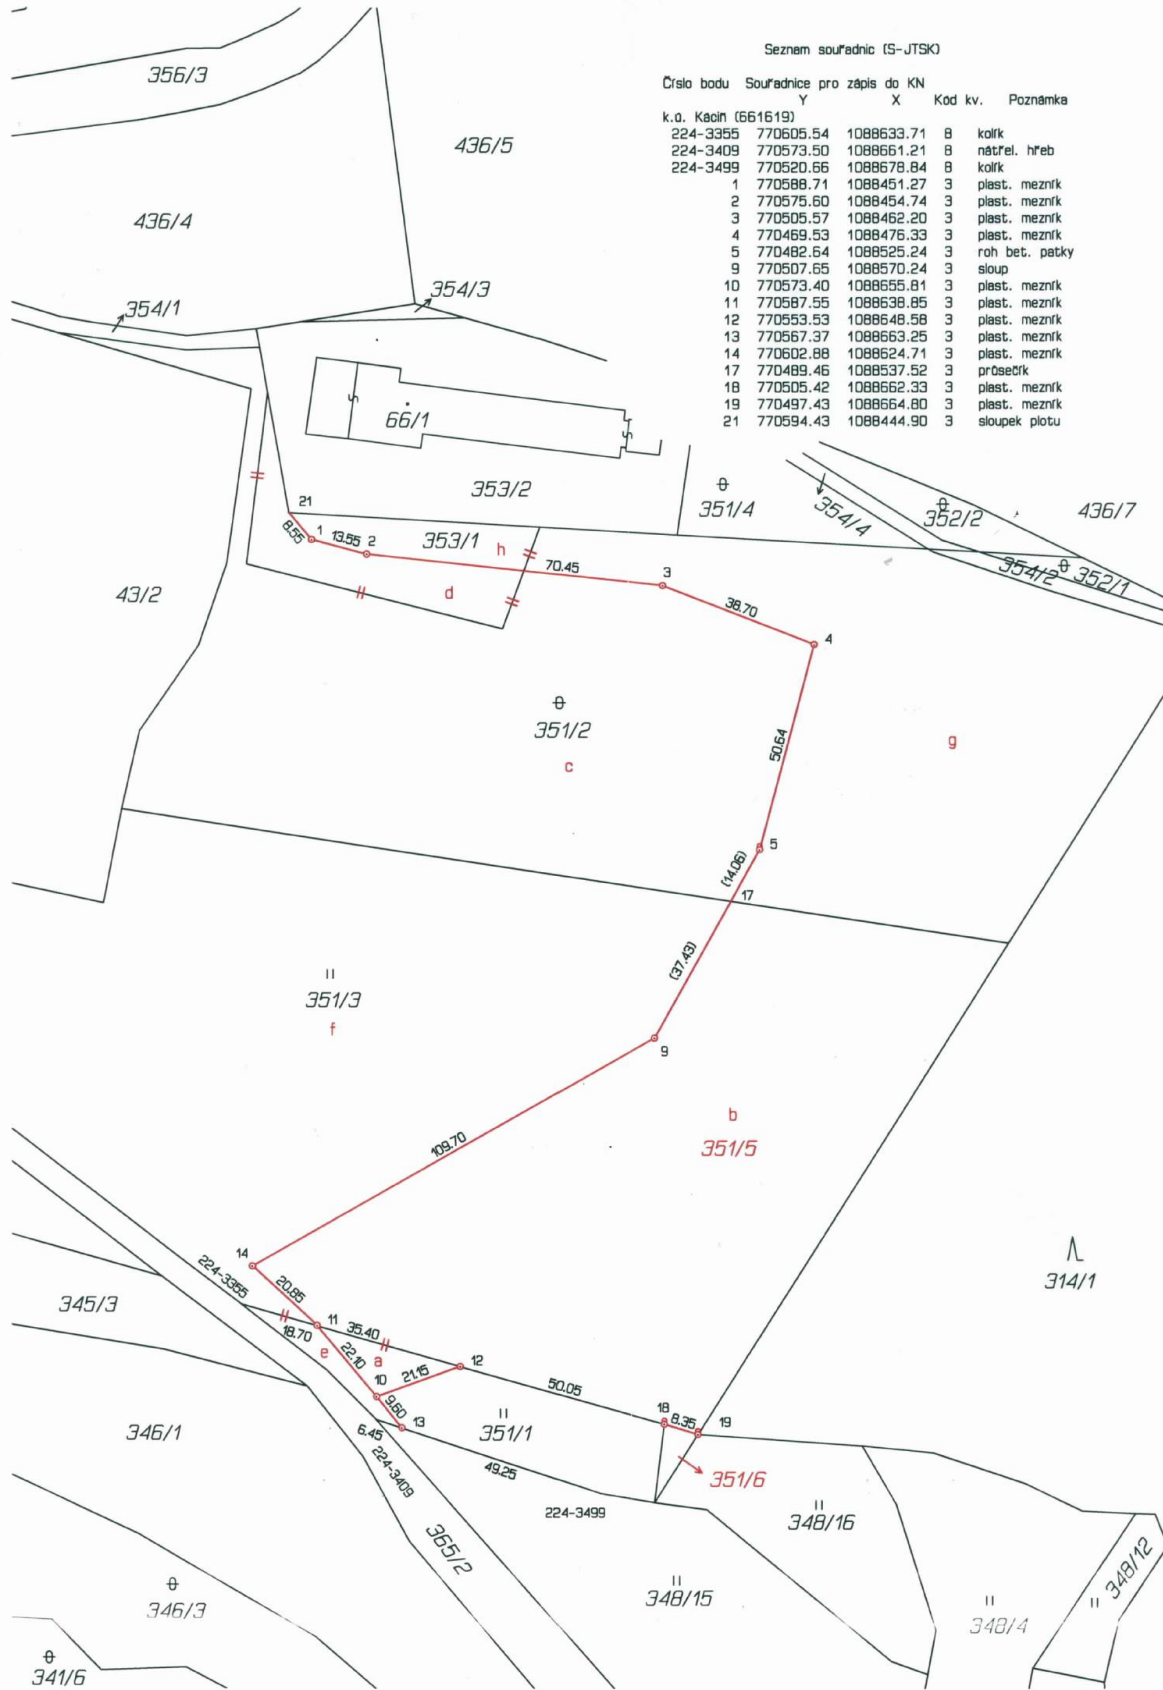 Seznam souřadnic (S-JTSK)
Číslo bodu Souřadnice pro zápis do KN
Y X Kód kv. Poznámka
k.ú. Kacíň (661619)
224-3355 770605.54 1088633.71 8 kolík
224-3409 770573.50 1088661.21 8 nátřel. hřeb
224-3499 770520.66 1088678.84 8 kolík
1 770588.71 1088451.27 3 plast. mezník
2 770575.60 1088454.74 3 plast. mezník
3 770505.57 1088462.20 3 plast. mezník
4 770469.53 1088476.33 3 plast. mezník
5 770482.64 1088525.24 3 roh bet. patky
9 770507.65 1088570.24 3 sloup
10 770573.40 1088655.81 3 plast. mezník
11 770587.55 1088638.85 3 plast. mezník
12 770553.53 1088648.58 3 plast. mezník
13 770567.37 1088663.25 3 plast. mezník
14 770602.88 1088624.71 3 plast. mezník
17 770489.46 1088537.52 3 průsečík
18 770505.42 1088662.33 3 plast. mezník
19 770497.43 1088664.80 3 plast. mezník
21 770594.43 1088444.90 3 sloupek plotu
356/3
436/5
436/4
354/1
354/3
66/1
353/2
351/4
354/4
352/2
436/7
354/2
352/1
21
8.55
1
13.55
2
353/1
h
70.45
3
38.70
4
43/2
d
351/2
c
50.64
g
5
(14.06)
17
(37.43)
351/3
f
9
109.70
b
351/5
14
224-3355
20.85
345/3
314/1
18.70
11
35.40
22.10
e
a
12
10
21.15
50.05
9.60
13
18
8.35
19
346/1
6.45
351/1
351/6
224-3409
49.25
224-3499
348/16
365/2
348/12
346/3
348/15
348/4
341/6